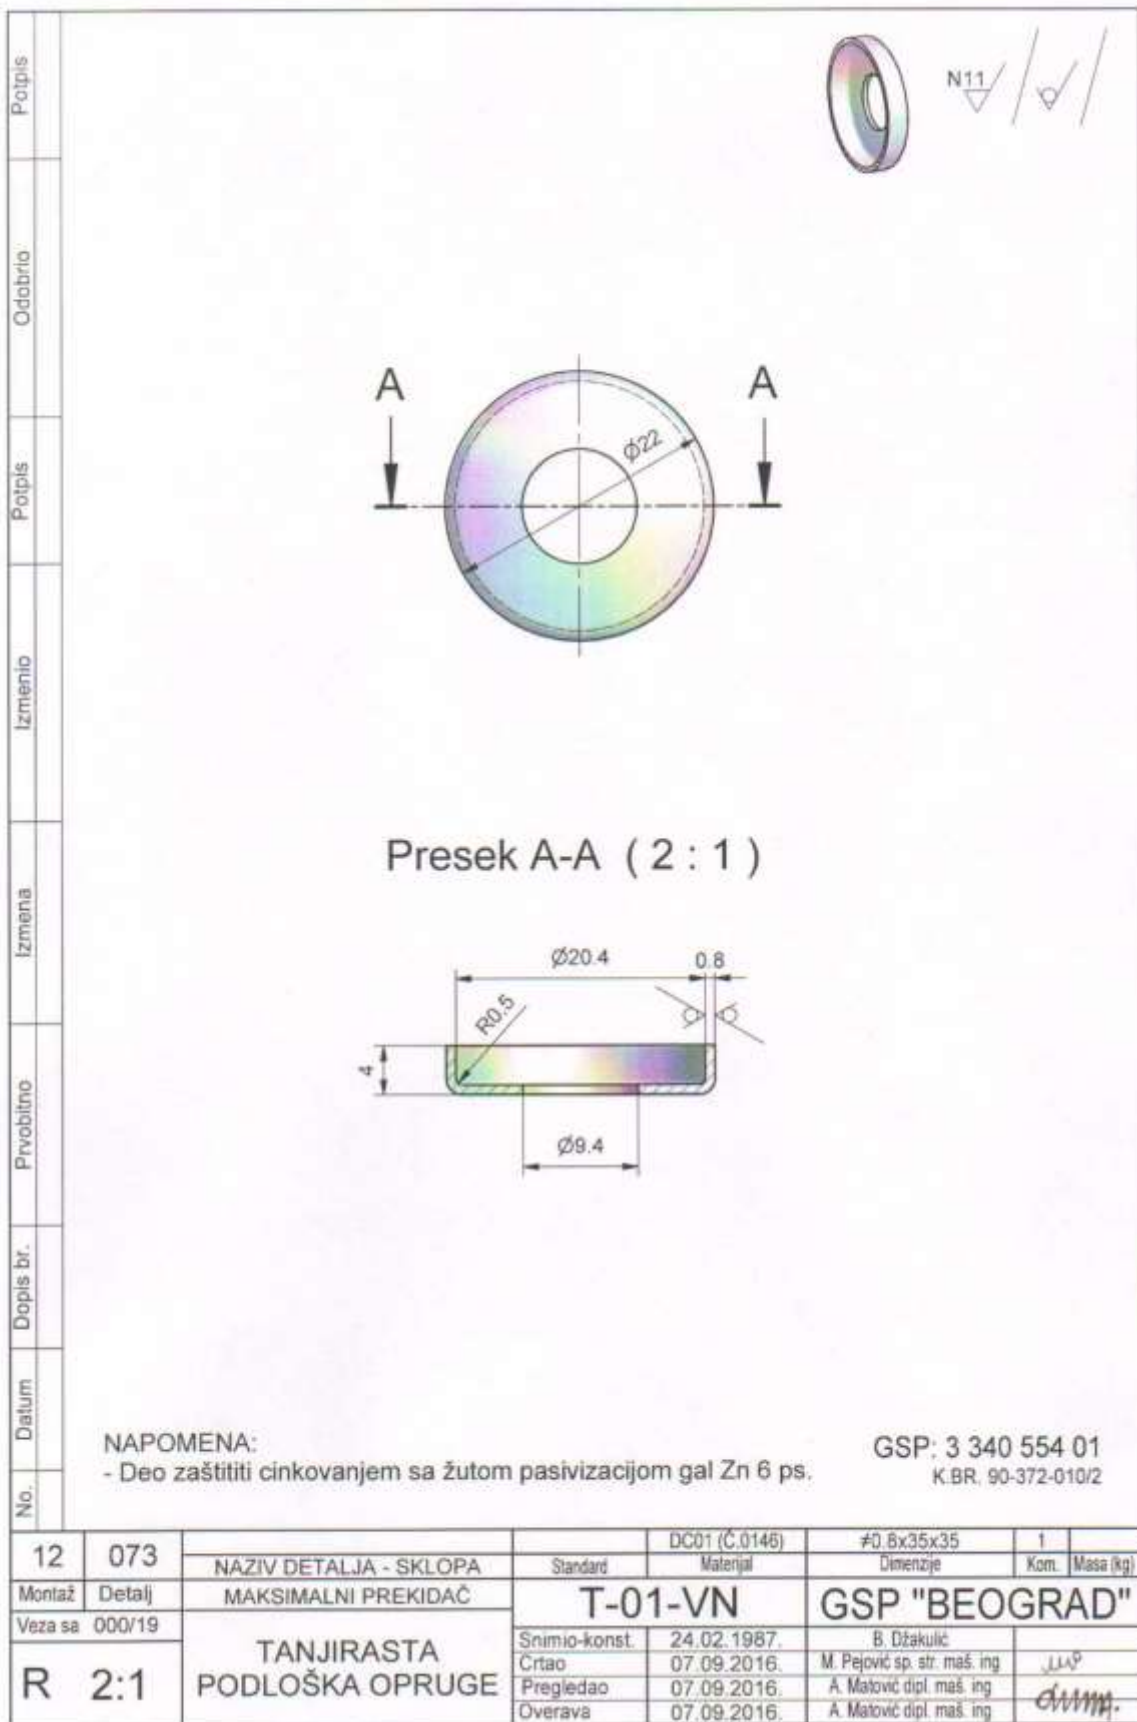 N11
A
A
ϕ22
Presek A-A ( 2 : 1 )
Ø20.4
0.8
R0.5
4
Ø9.4
NAPOMENA:
- Deo zaštititi cinkovanjem sa žutom pasivizacijom gal Zn 6 ps.
GSP: 3 340 554 01
K.BR. 90-372-010/2
Potpis
Odobrio
Potpis
Izmenio
Izmena
Prvobitno
Dopis br.
Datum
No.
12 073
DC01 (Č.0146) ≠0.8x35x35 1
NAZIV DETALJA - SKLOPA Standard Materijal Dimenzije Kom. Masa (kg)
Montaž Detalj MAKSIMALNI PREKIDAČ
T-01-VN GSP "BEOGRAD"
Veza sa 000/19
TANJIRASTA
PODLOŠKA OPRUGE
R 2:1
Snimio-konst. 24.02.1987. B. Džakulić
Crtao 07.09.2016. M. Pejović sp. str. maš. ing
Pregledao 07.09.2016. A. Matović dipl. maš. ing
Overava 07.09.2016. A. Matović dipl. maš. ing